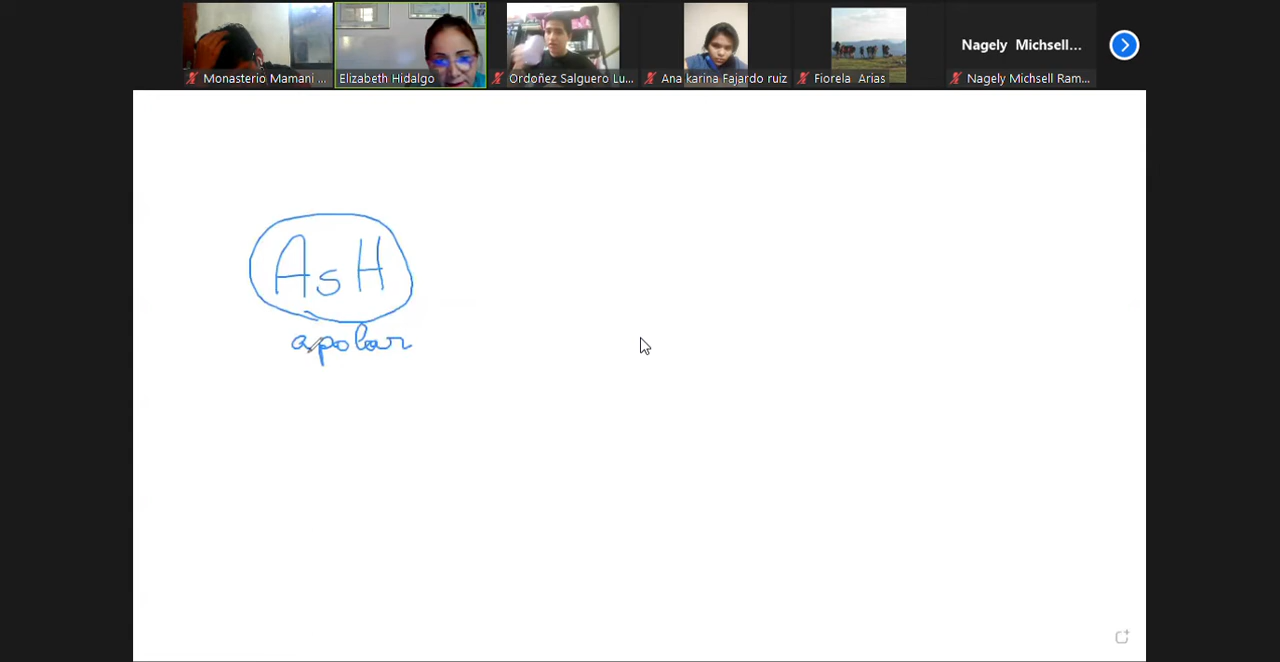 Monasterio Mamani ...
Elizabeth Hidalgo
Ordoñez Salguero Lu...
Ana karina Fajardo ruiz
Fiorela Arias
Nagely Michsell...
Nagely Michsell Ram...
AsH
apolar